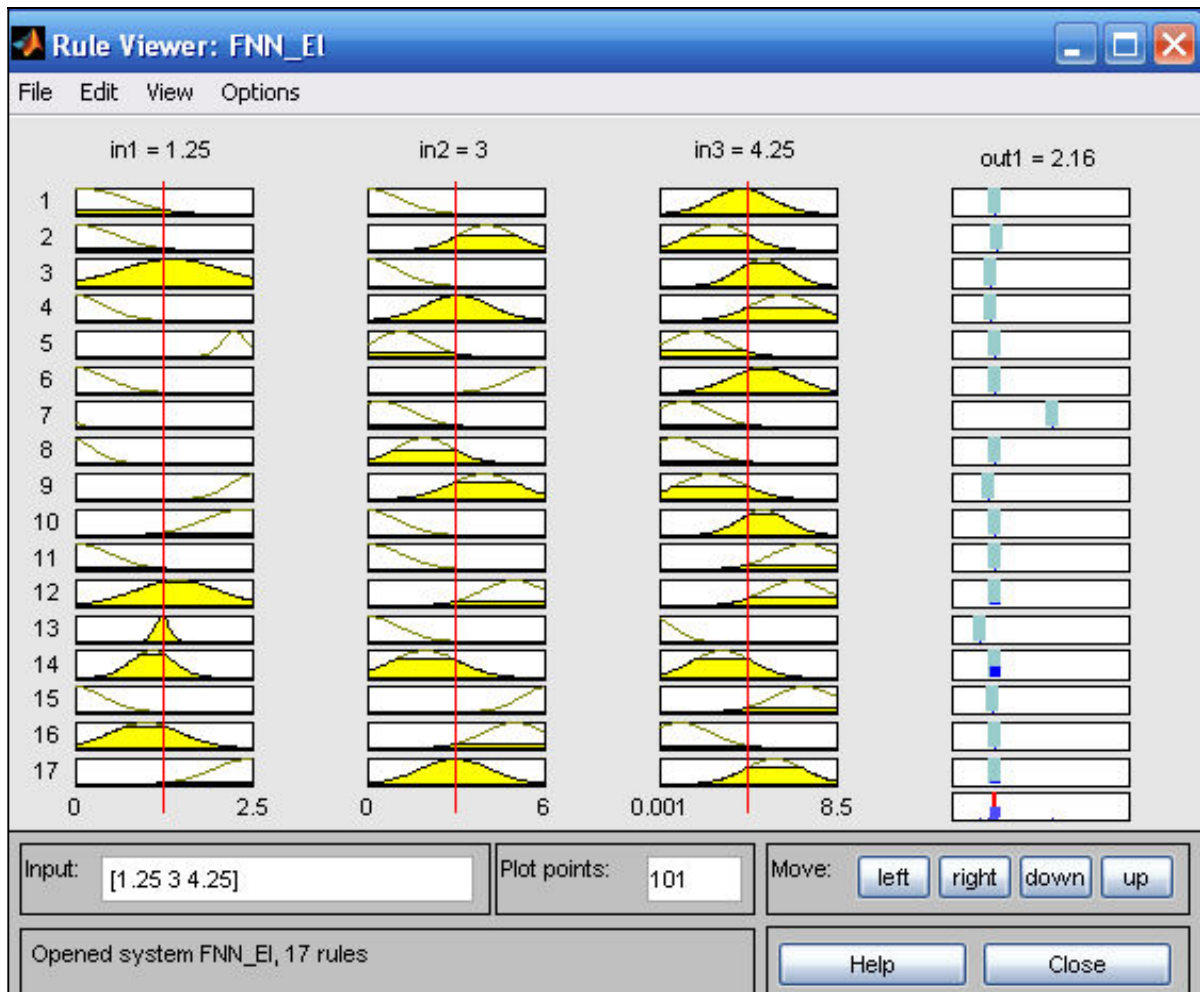 Rule Viewer: FNN_EI
File Edit View Options
in1 = 1.25 in2 = 3 in3 = 4.25 out1 = 2.16
1
2
3
4
5
6
7
8
9
10
11
12
13
14
15
16
17
0 2.5 0 6 0.001 8.5
Input: [1.25 3 4.25] Plot points: 101 Move: left right down up
Opened system FNN_EI, 17 rules Help Close